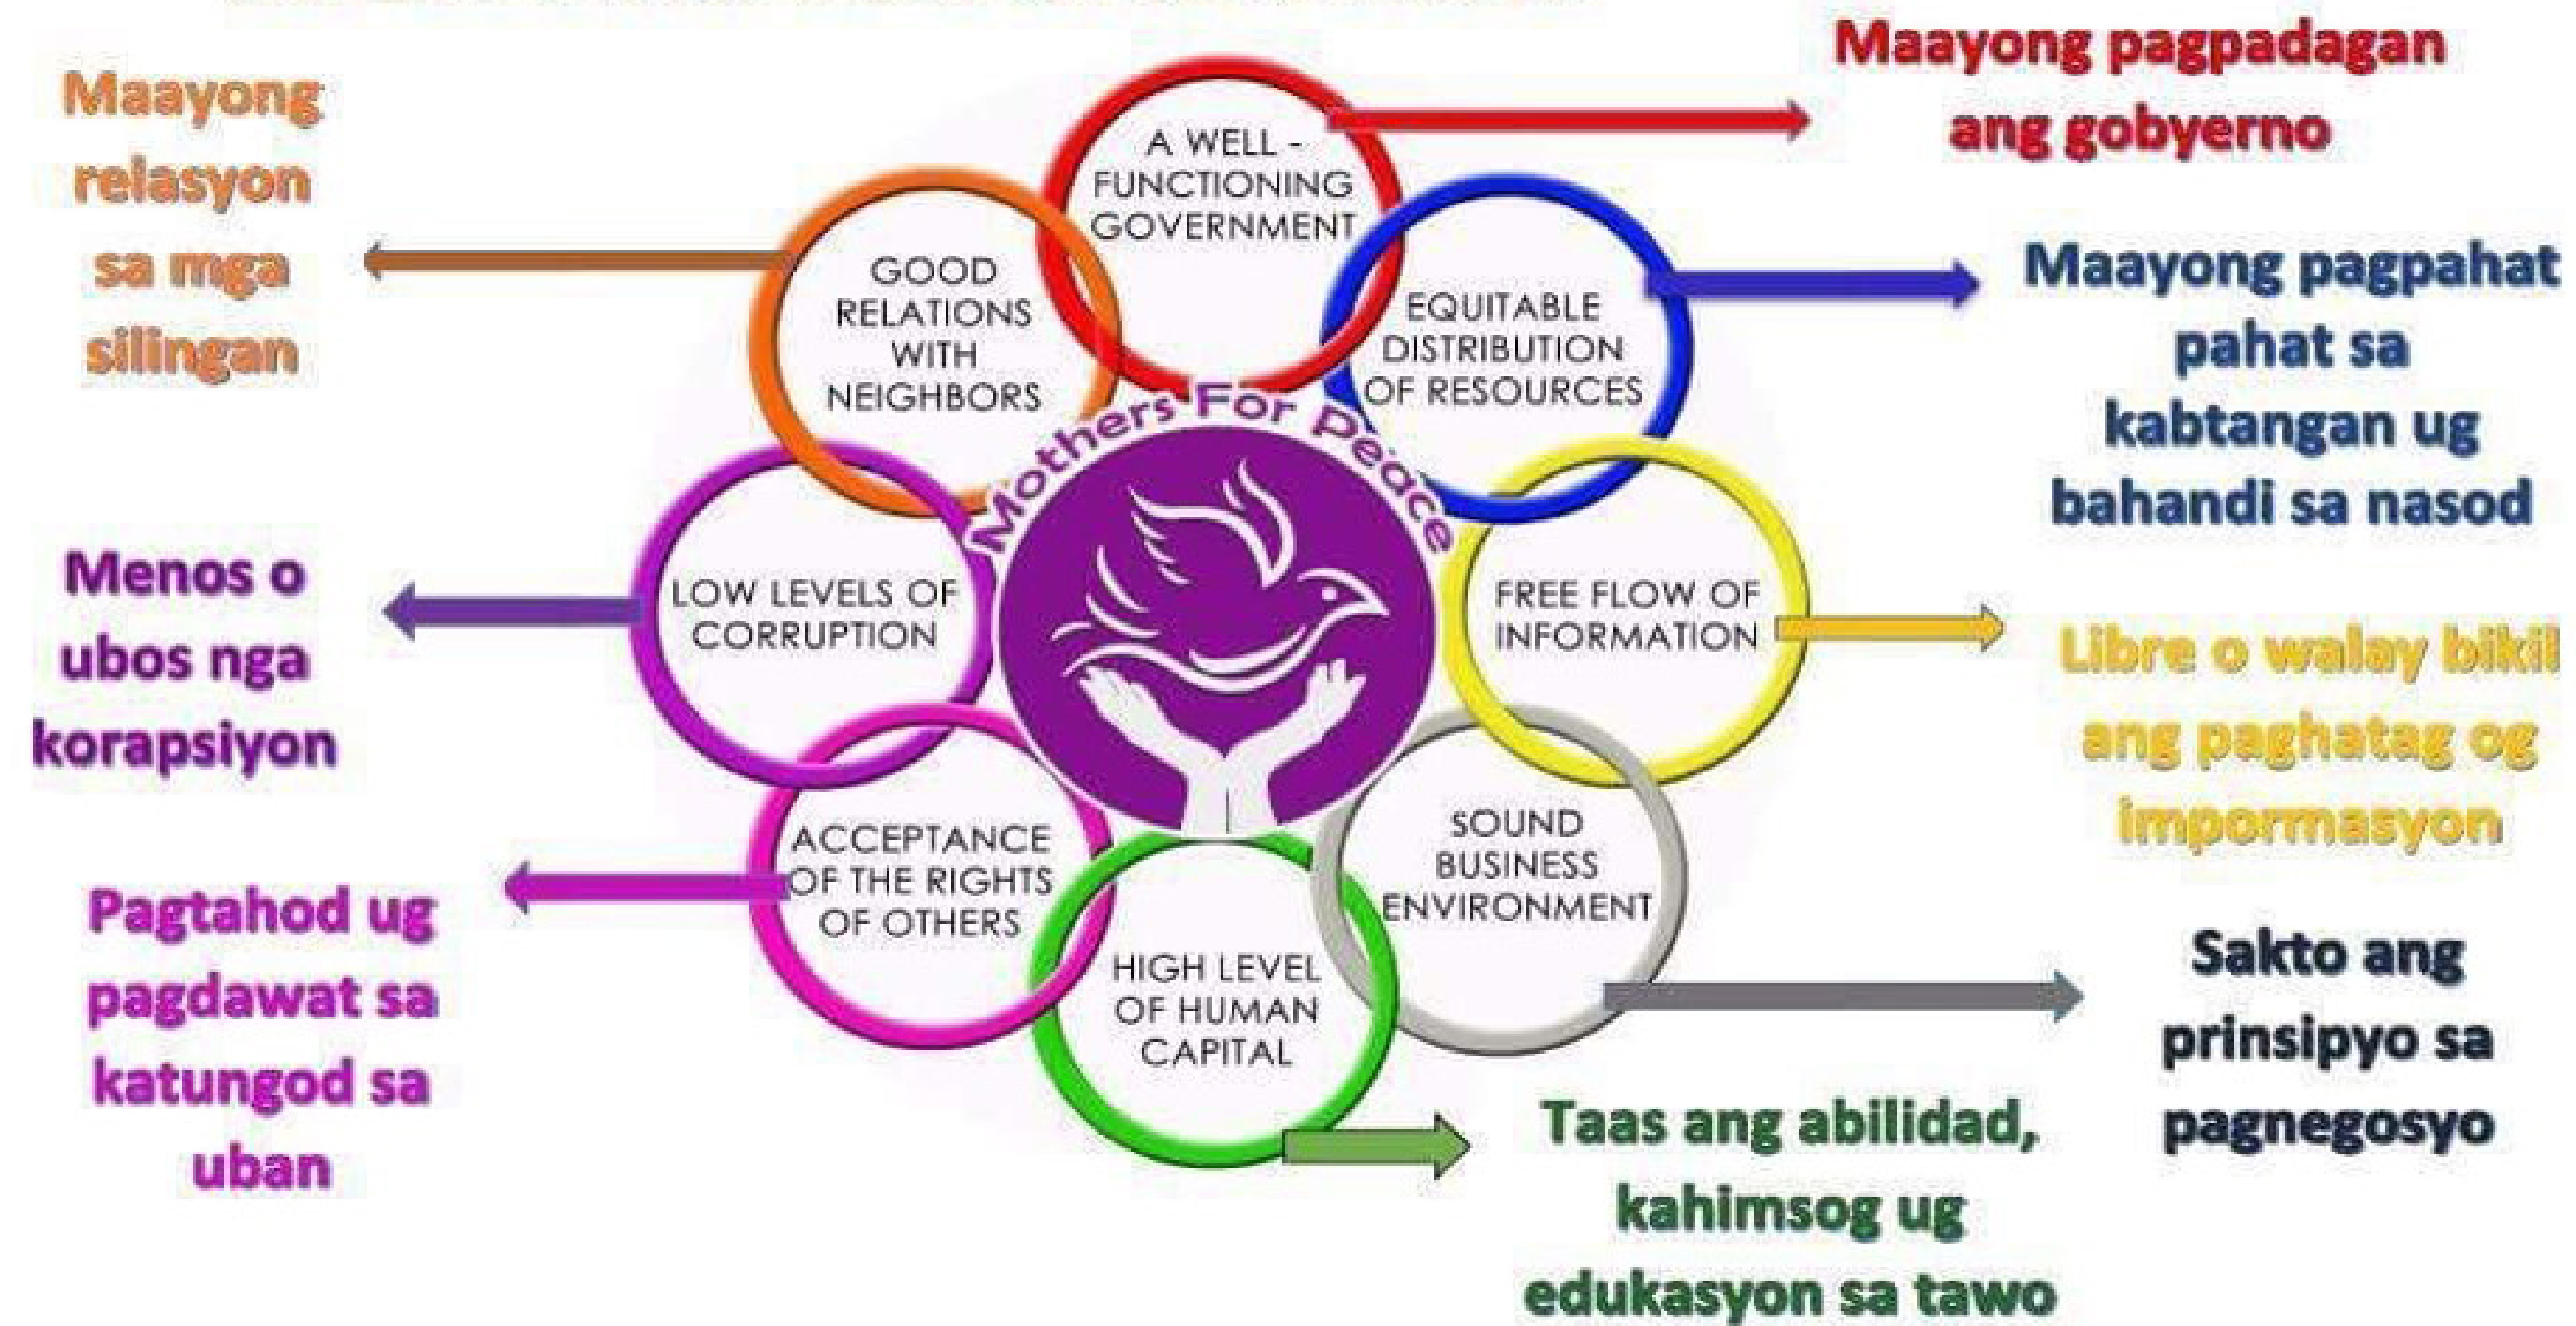 Maayong pagpadagan
ang gobyerno
Maayong
relasyon
sa mga
silingan
A WELL -
FUNCTIONING
GOVERNMENT
GOOD
RELATIONS
WITH
NEIGHBORS
EQUITABLE
DISTRIBUTION
OF RESOURCES
Maayong pagpahat
pahat sa
kabtangan ug
bahandi sa nasod
Mothers For Peace
Menos o
ubos nga
korapsiyon
LOW LEVELS OF
CORRUPTION
FREE FLOW OF
INFORMATION
Libre o walay bikil
ang paghatag og
impormasyon
Pagtahod ug
pagdawat sa
katungod sa
uban
ACCEPTANCE
OF THE RIGHTS
OF OTHERS
HIGH LEVEL
OF HUMAN
CAPITAL
SOUND
BUSINESS
ENVIRONMENT
Sakto ang
prinsipyo sa
pagnegosyo
Taas ang abilidad,
kahimsog ug
edukasyon sa tawo